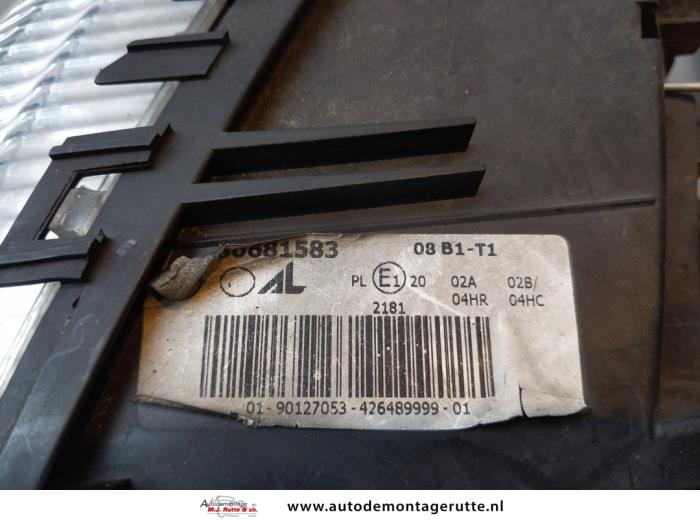 30681583 08 B1-T1
AL PL E1 20 02A 02B/
04HR 04HC
2181
01-90127053-426489999-01
Autodemontage
M.J. Rutte & zn.
www.autodemontagerutte.nl